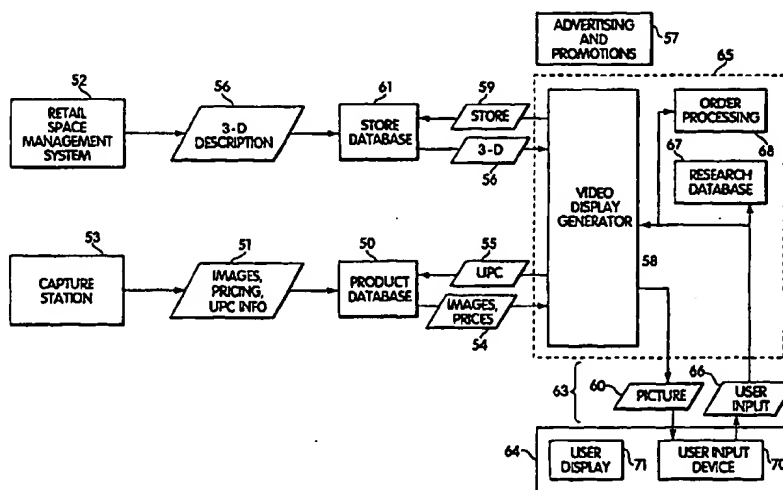 ADVERTISING
AND
PROMOTIONS
57
65
52
RETAIL
SPACE
MANAGEMENT
SYSTEM
56
3-D
DESCRIPTION
61
STORE
DATABASE
59
STORE
3-D
56
VIDEO
DISPLAY
GENERATOR
58
ORDER
PROCESSING
68
67
RESEARCH
DATABASE
53
CAPTURE
STATION
51
IMAGES,
PRICING,
UPC INFO
50
PRODUCT
DATABASE
55
UPC
IMAGES,
PRICES
54
63
60
PICTURE
66
USER
INPUT
64
USER
DISPLAY
71
USER INPUT
DEVICE
70